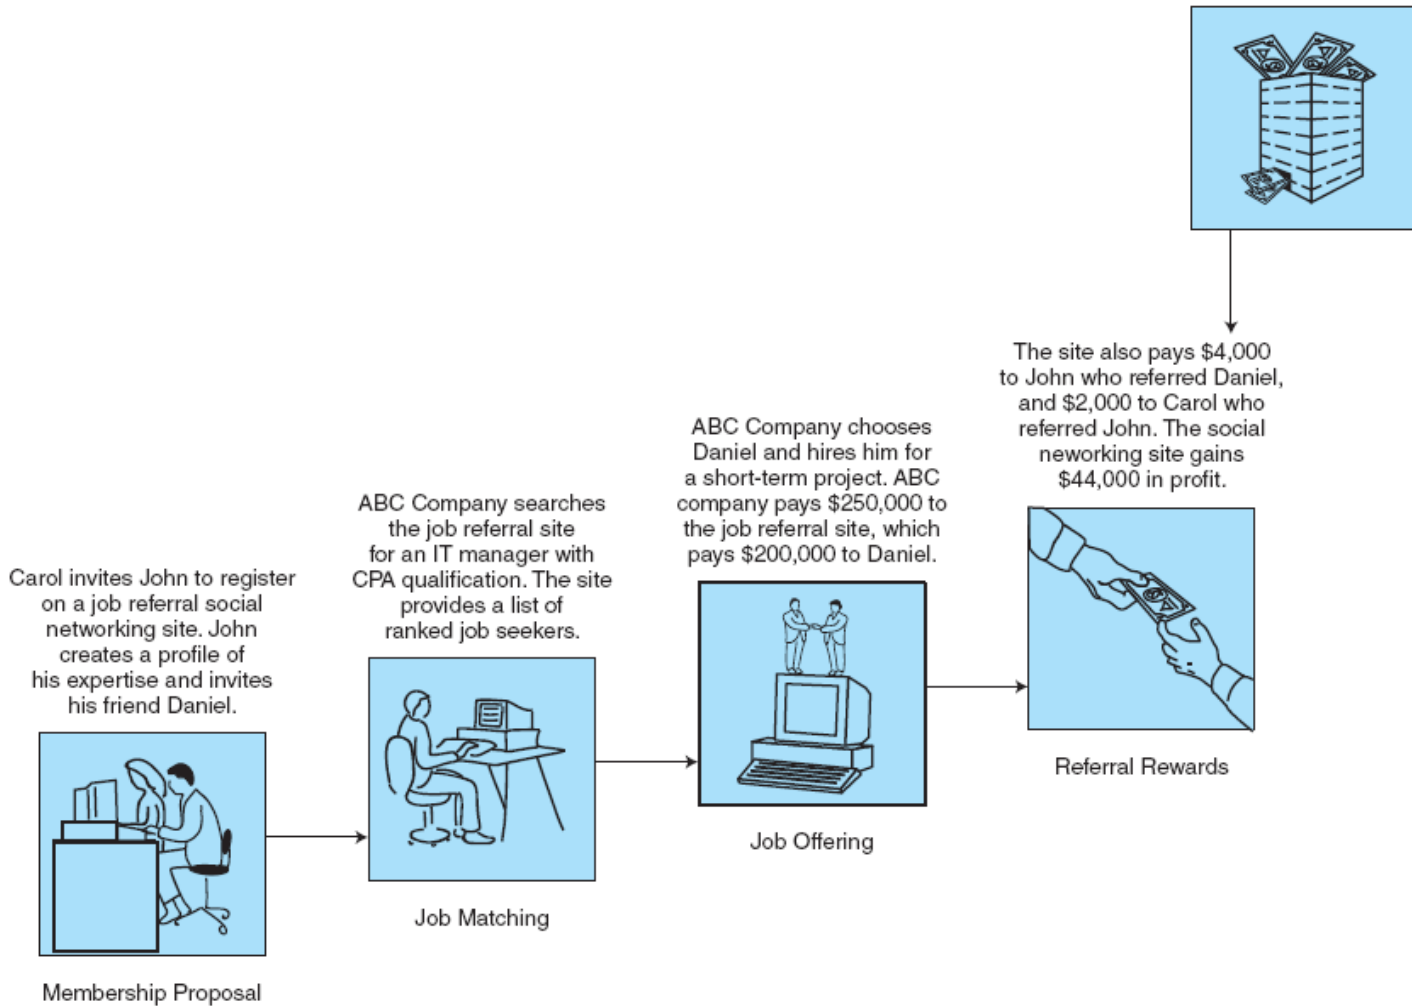 Carol invites John to register
on a job referral social
networking site. John
creates a profile of
his expertise and invites
his friend Daniel.
Membership Proposal
ABC Company searches
the job referral site
for an IT manager with
CPA qualification. The site
provides a list of
ranked job seekers.
Job Matching
ABC Company chooses
Daniel and hires him for
a short-term project. ABC
company pays $250,000 to
the job referral site, which
pays $200,000 to Daniel.
Job Offering
The site also pays $4,000
to John who referred Daniel,
and $2,000 to Carol who
referred John. The social
neworking site gains
$44,000 in profit.
Referral Rewards